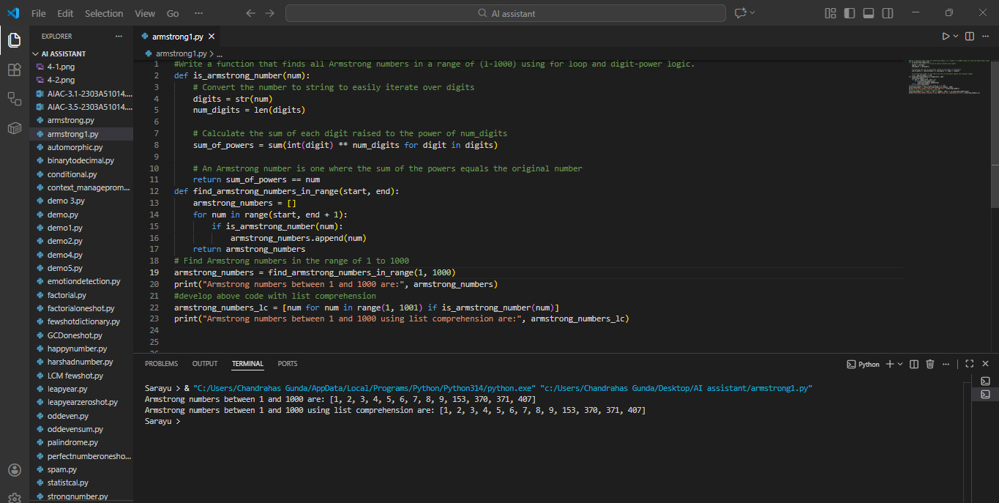 File Edit Selection View Go ··· AI assistant
EXPLORER ···
AI ASSISTANT
4-1.png
4-2.png
AIAC-3.1-2303A51014....
AIAC-3.5-2303A51014....
armstrong.py
armstrong1.py
automorphic.py
binarytodecimal.py
conditional.py
context_manageprom...
demo 3.py
demo.py
demo1.py
demo2.py
demo4.py
demo5.py
emotiondetection.py
factorial.py
factorialoneshot.py
fewshotdictionary.py
GCDoneshot.py
happynumber.py
harshadnumber.py
LCM fewshot.py
leapyear.py
leapyearzeroshot.py
oddeven.py
oddevensum.py
palindrome.py
perfectnumberonesho...
spam.py
statistcal.py
strongnumber.py
armstrong1.py
armstrong1.py > ...
1 #Write a function that finds all Armstrong numbers in a range of (1-1000) using for loop and digit-power logic.
2 def is_armstrong_number(num):
3     # Convert the number to string to easily iterate over digits
4     digits = str(num)
5     num_digits = len(digits)
6
7     # Calculate the sum of each digit raised to the power of num_digits
8     sum_of_powers = sum(int(digit) ** num_digits for digit in digits)
9
10     # An Armstrong number is one where the sum of the powers equals the original number
11     return sum_of_powers == num
12 def find_armstrong_numbers_in_range(start, end):
13     armstrong_numbers = []
14     for num in range(start, end + 1):
15         if is_armstrong_number(num):
16             armstrong_numbers.append(num)
17     return armstrong_numbers
18 # Find Armstrong numbers in the range of 1 to 1000
19 armstrong_numbers = find_armstrong_numbers_in_range(1, 1000)
20 print("Armstrong numbers between 1 and 1000 are:", armstrong_numbers)
21 #develop above code with list comprehension
22 armstrong_numbers_lc = [num for num in range(1, 1001) if is_armstrong_number(num)]
23 print("Armstrong numbers between 1 and 1000 using list comprehension are:", armstrong_numbers_lc)
24
25
26
PROBLEMS OUTPUT TERMINAL PORTS Python
Sarayu > & "C:/Users/Chandrahas Gunda/AppData/Local/Programs/Python/Python314/python.exe" "c:/Users/Chandrahas Gunda/Desktop/AI assistant/armstrong1.py"
Armstrong numbers between 1 and 1000 are: [1, 2, 3, 4, 5, 6, 7, 8, 9, 153, 370, 371, 407]
Armstrong numbers between 1 and 1000 using list comprehension are: [1, 2, 3, 4, 5, 6, 7, 8, 9, 153, 370, 371, 407]
Sarayu >